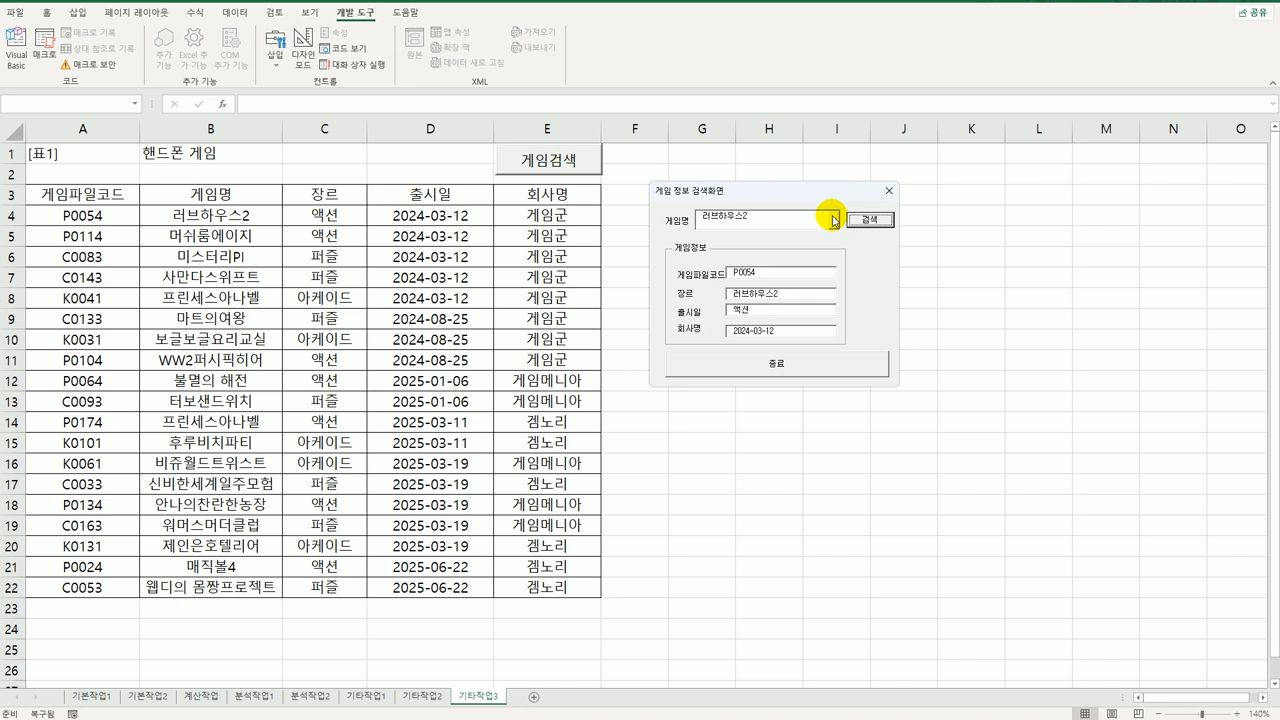 파일 홈 삽입 페이지 레이아웃 수식 데이터 검토 보기 개발 도구 도움말 공유
Visual Basic 매크로 매크로 기록 상대 참조로 기록 매크로 보안 코드
추가 기능 Excel 추가 기능 COM 추가 기능 추가 기능
삽입 디자인 모드 속성 코드 보기 대화 상자 실행 컨트롤
원본 맵 속성 확장 팩 데이터 새로 고침 가져오기 내보내기 XML
fx
A B C D E F G H I J K L M N O
1 [표1] 핸드폰 게임 게임검색
2
3 게임파일코드 게임명 장르 출시일 회사명
4 P0054 러브하우스2 액션 2024-03-12 게임군
5 P0114 머쉬룸에이지 액션 2024-03-12 게임군
6 C0083 미스터리PI 퍼즐 2024-03-12 게임군
7 C0143 사만다스위프트 퍼즐 2024-03-12 게임군
8 K0041 프린세스아나벨 아케이드 2024-03-12 게임군
9 C0133 마트의여왕 퍼즐 2024-08-25 게임군
10 K0031 보글보글요리교실 아케이드 2024-08-25 게임군
11 P0104 WW2퍼시픽히어 액션 2024-08-25 게임군
12 P0064 불멸의 해전 액션 2025-01-06 게임메니아
13 C0093 터보샌드위치 퍼즐 2025-01-06 게임메니아
14 P0174 프린세스아나벨 액션 2025-03-11 겜노리
15 K0101 후루비치파티 아케이드 2025-03-11 겜노리
16 K0061 비쥬월드트위스트 아케이드 2025-03-19 게임메니아
17 C0033 신비한세계일주모험 퍼즐 2025-03-19 겜노리
18 P0134 안나의찬란한농장 액션 2025-03-19 게임메니아
19 C0163 워머스머더클럽 퍼즐 2025-03-19 게임메니아
20 K0131 제인은호텔리어 아케이드 2025-03-19 겜노리
21 P0024 매직볼4 액션 2025-06-22 겜노리
22 C0053 웹디의 몸짱프로젝트 퍼즐 2025-06-22 겜노리
23
24
25
26
게임 정보 검색화면
게임명 러브하우스2 검색
게임정보
게임파일코드 P0054
장르 러브하우스2
출시일 액션
회사명 2024-03-12
종료
기본작업1 기본작업2 계산작업 분석작업1 분석작업2 기타작업1 기타작업2 기타작업3
준비 복구됨 140%